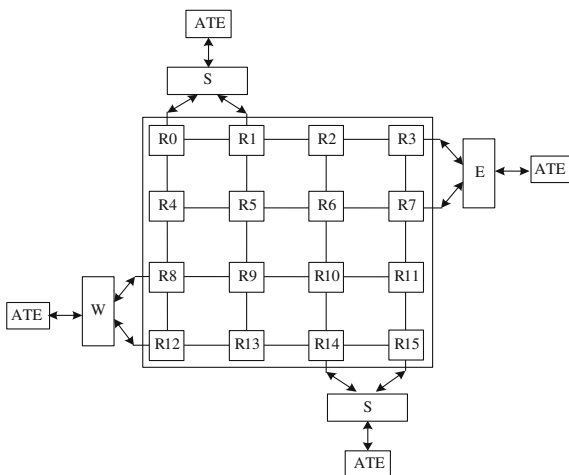 ATE
S
R0 R1 R2 R3
E
ATE
R4 R5 R6 R7
R8 R9 R10 R11
W
ATE
R12 R13 R14 R15
S
ATE